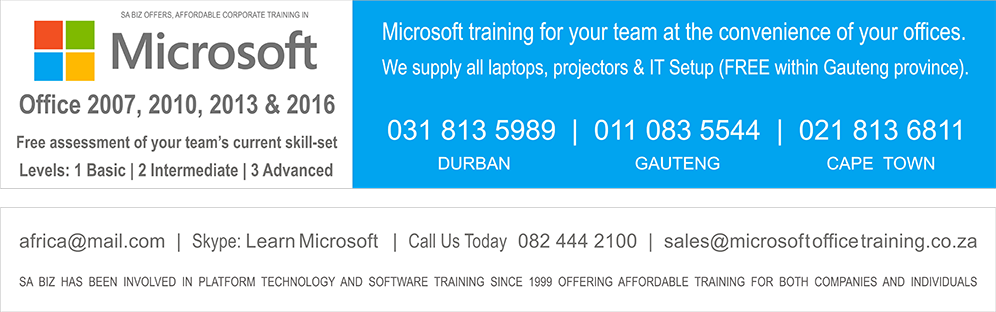 SA BIZ OFFERS, AFFORDABLE CORPORATE TRAINING IN
Microsoft
Office 2007, 2010, 2013 & 2016
Free assessment of your team's current skill-set
Levels: 1 Basic | 2 Intermediate | 3 Advanced
Microsoft training for your team at the convenience of your offices.
We supply all laptops, projectors & IT Setup (FREE within Gauteng province).
031 813 5989 | 011 083 5544 | 021 813 6811
DURBAN GAUTENG CAPE TOWN
africa@mail.com | Skype: Learn Microsoft | Call Us Today 082 444 2100 | sales@microsoftofficetraining.co.za
SA BIZ HAS BEEN INVOLVED IN PLATFORM TECHNOLOGY AND SOFTWARE TRAINING SINCE 1999 OFFERING AFFORDABLE TRAINING FOR BOTH COMPANIES AND INDIVIDUALS